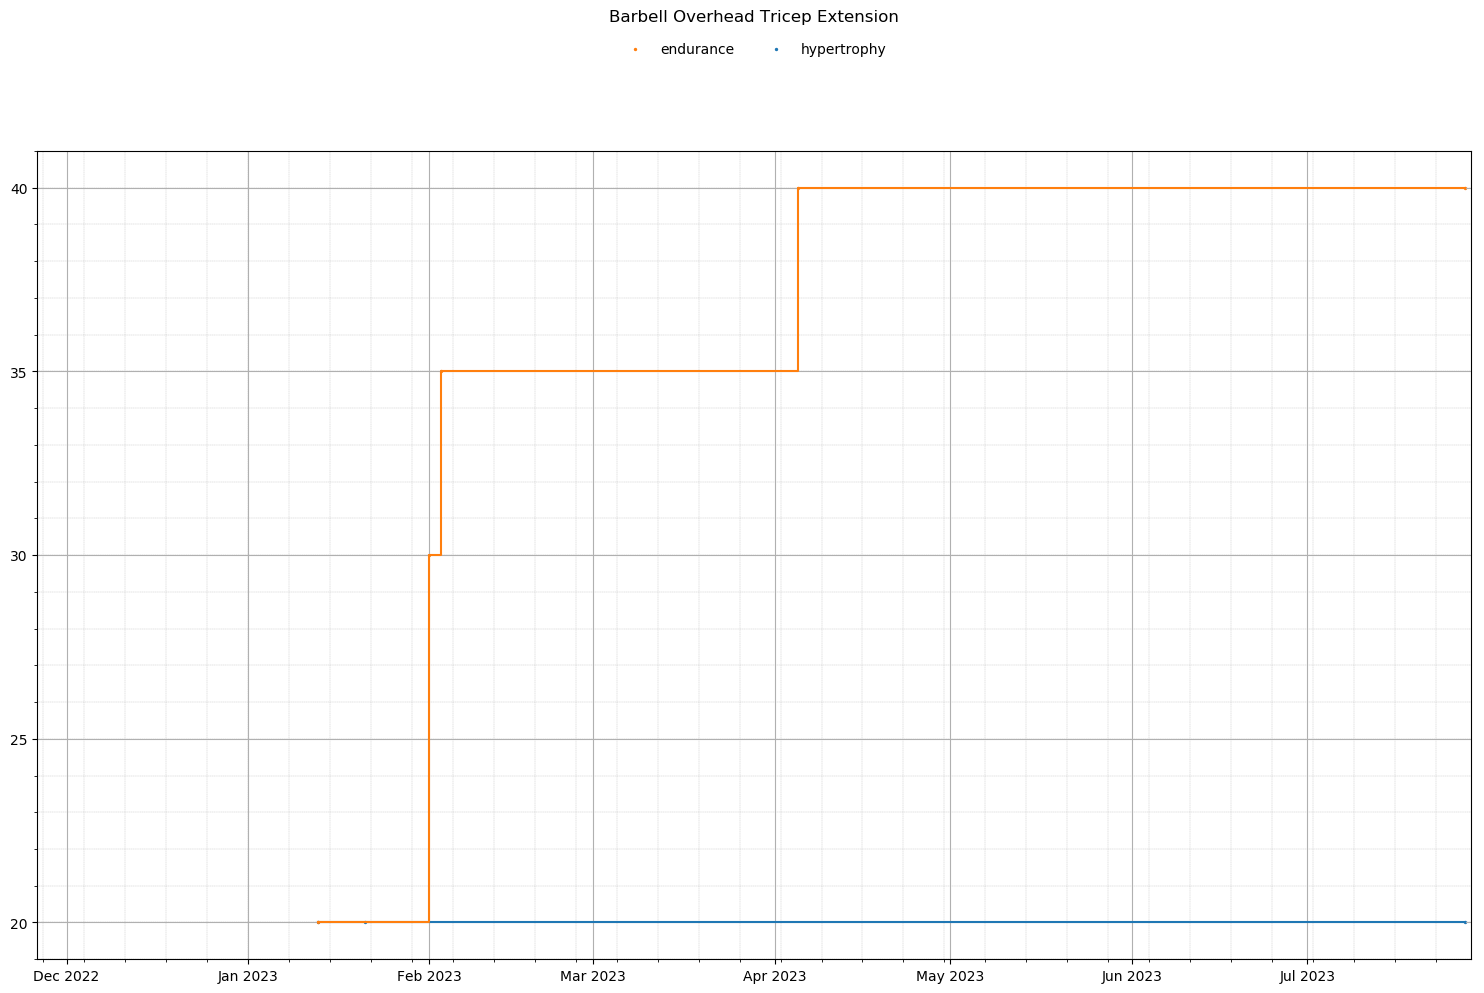 Barbell Overhead Tricep Extension
endurance hypertrophy
40
35
30
25
20
Dec 2022 Jan 2023 Feb 2023 Mar 2023 Apr 2023 May 2023 Jun 2023 Jul 2023